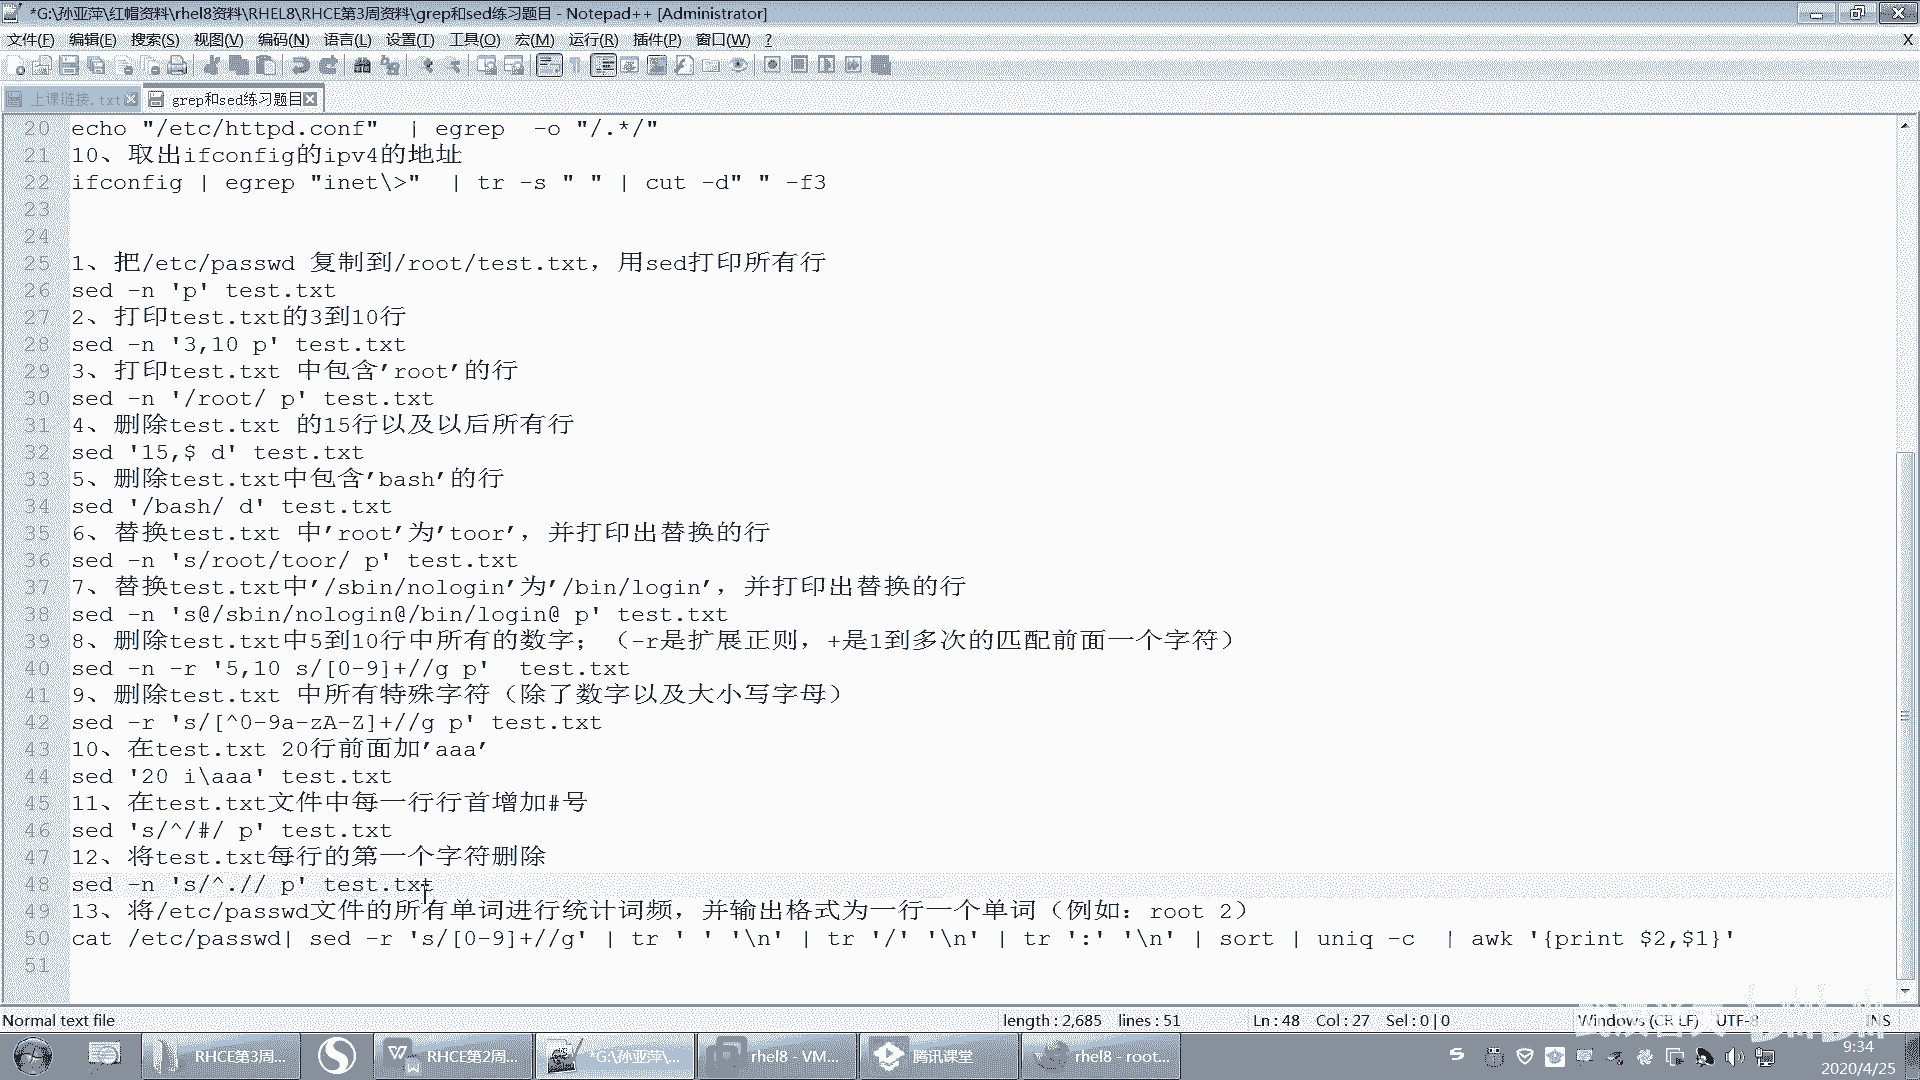 *G:\孙亚萍\红帽资料\rhel8资料\RHEL8\RHCE第3周资料\grep和sed练习题目 - Notepad++ [Administrator]
文件(F) 编辑(E) 搜索(S) 视图(V) 编码(N) 语言(L) 设置(T) 工具(O) 宏(M) 运行(R) 插件(P) 窗口(W) ? X
上课链接.txt grep和sed练习题目
20 echo "/etc/httpd.conf"  | egrep  -o "/.*/"
21 10、取出ifconfig的ipv4的地址
22 ifconfig | egrep "inet\>"  | tr -s " " | cut -d" " -f3
23
24
25 1、把/etc/passwd 复制到/root/test.txt，用sed打印所有行
26 sed -n 'p' test.txt
27 2、打印test.txt的3到10行
28 sed -n '3,10 p' test.txt
29 3、打印test.txt 中包含'root'的行
30 sed -n '/root/ p' test.txt
31 4、删除test.txt 的15行以及以后所有行
32 sed '15,$ d' test.txt
33 5、删除test.txt中包含'bash'的行
34 sed '/bash/ d' test.txt
35 6、替换test.txt 中'root'为'toor'，并打印出替换的行
36 sed -n 's/root/toor/ p' test.txt
37 7、替换test.txt中'/sbin/nologin'为'/bin/login'，并打印出替换的行
38 sed -n 's@/sbin/nologin@/bin/login@ p' test.txt
39 8、删除test.txt中5到10行中所有的数字；（-r是扩展正则，+是1到多次的匹配前面一个字符）
40 sed -n -r '5,10 s/[0-9]+//g p'  test.txt
41 9、删除test.txt 中所有特殊字符（除了数字以及大小写字母）
42 sed -r 's/[^0-9a-zA-Z]+//g p' test.txt
43 10、在test.txt 20行前面加'aaa'
44 sed '20 i\aaa' test.txt
45 11、在test.txt文件中每一行行首增加#号
46 sed 's/^/#/ p' test.txt
47 12、将test.txt每行的第一个字符删除
48 sed -n 's/^.// p' test.txt
49 13、将/etc/passwd文件的所有单词进行统计词频，并输出格式为一行一个单词（例如：root 2）
50 cat /etc/passwd| sed -r 's/[0-9]+//g' | tr ' ' '\n' | tr '/' '\n' | tr ':' '\n' | sort | uniq -c  | awk '{print $2,$1}'
51
Normal text file length : 2,685 lines : 51 Ln : 48 Col : 27 Sel : 0 | 0 Windows (CR LF) UTF-8 INS
RHCE第3周... RHCE第2周... *G:\孙亚萍\... rhel8 - VM... 腾讯课堂 rhel8 - root... 9:34
2020/4/25